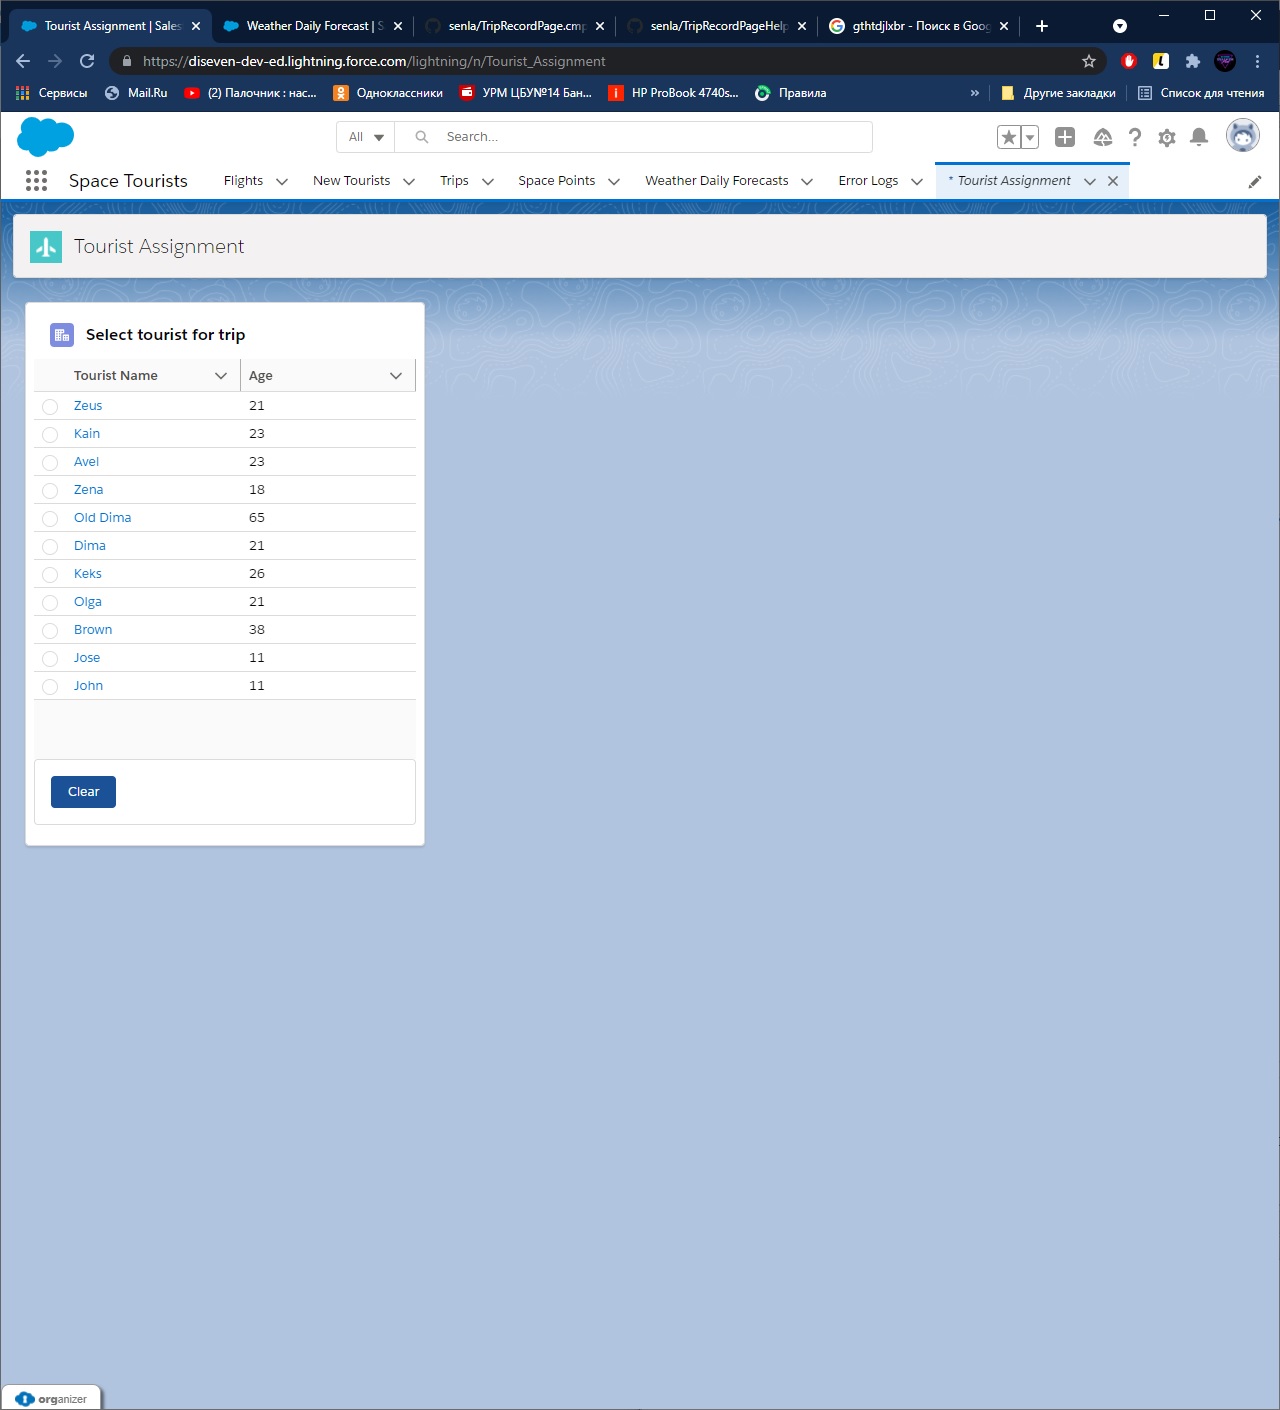 Tourist Assignment | Sales
Weather Daily Forecast | S
senla/TripRecordPage.cmp
senla/TripRecordPageHelp
gthtdjlxbr - Поиск в Goog
https://diseven-dev-ed.lightning.force.com/lightning/n/Tourist_Assignment
Сервисы
Mail.Ru
(2) Палочник : нас...
Одноклассники
УРМ ЦБУ№14 Бан...
HP ProBook 4740s...
Правила
»
Другие закладки
Список для чтения
All
Search...
Space Tourists
Flights
New Tourists
Trips
Space Points
Weather Daily Forecasts
Error Logs
* Tourist Assignment
Tourist Assignment
Select tourist for trip
Tourist Name Age
Zeus 21
Kain 23
Avel 23
Zena 18
Old Dima 65
Dima 21
Keks 26
Olga 21
Brown 38
Jose 11
John 11
Clear
organizer